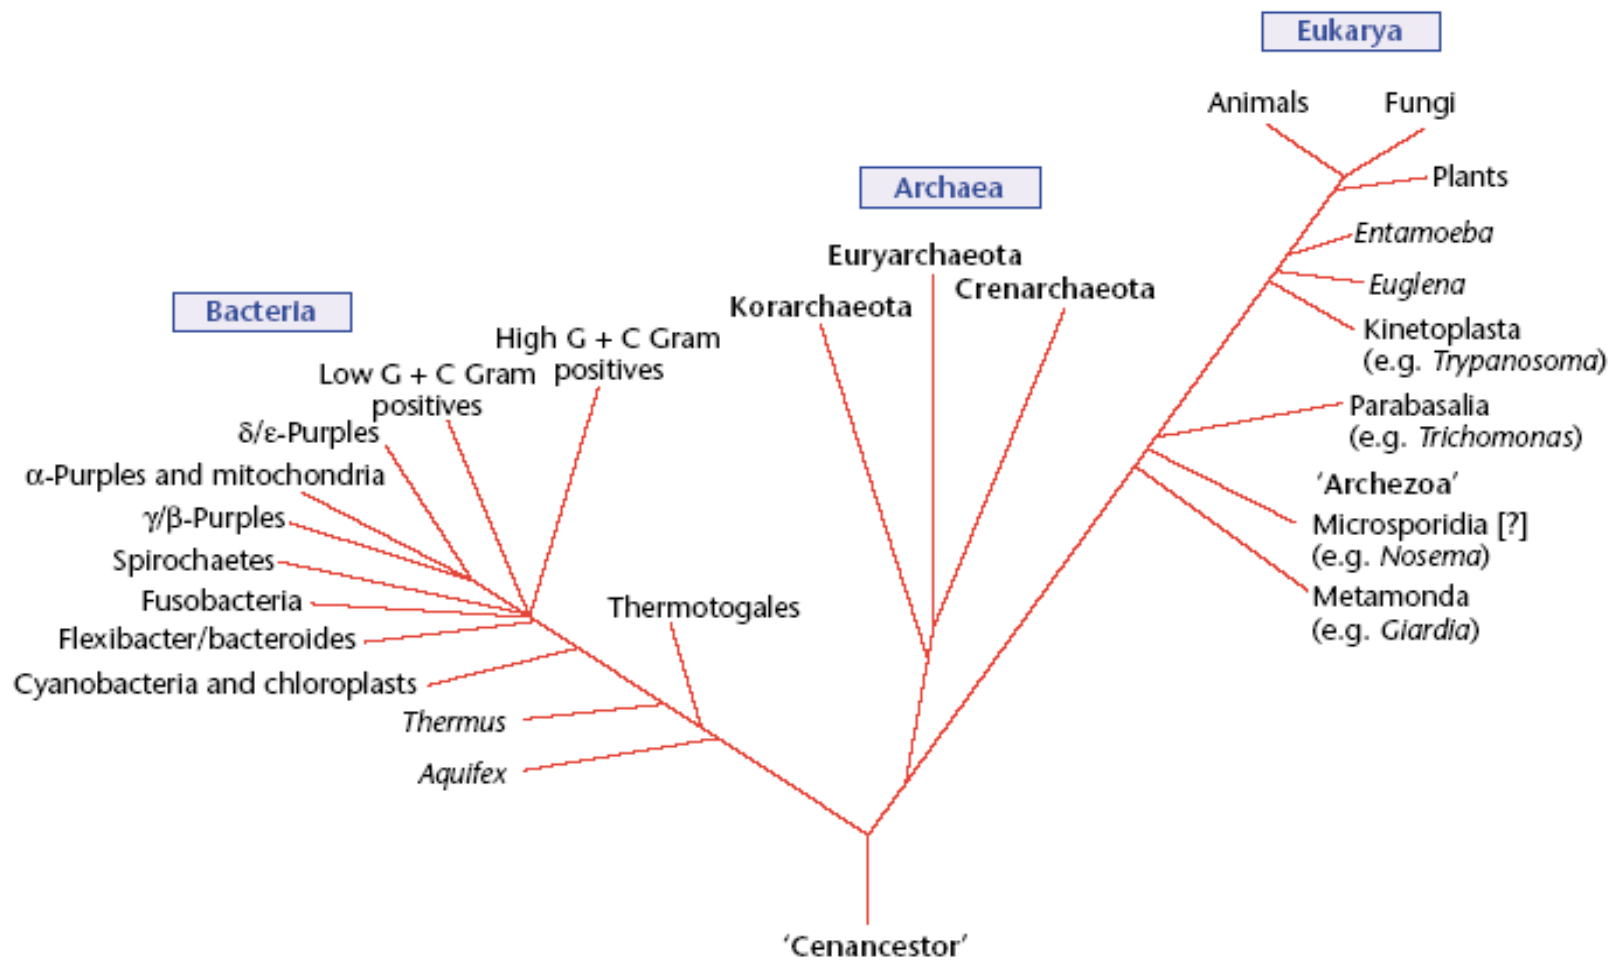 Eukarya
Animals
Fungi
Plants
Entamoeba
Euglena
Kinetoplasta
(e.g. Trypanosoma)
Parabasalia
(e.g. Trichomonas)
‘Archezoa’
Microsporidia [?]
(e.g. Nosema)
Metamonda
(e.g. Giardia)
Archaea
Euryarchaeota
Crenarchaeota
Korarchaeota
Bacteria
High G + C Gram
positives
Low G + C Gram
positives
δ/ε-Purples
α-Purples and mitochondria
γ/β-Purples
Spirochaetes
Fusobacteria
Flexibacter/bacteroides
Cyanobacteria and chloroplasts
Thermotogales
Thermus
Aquifex
‘Cenancestor’